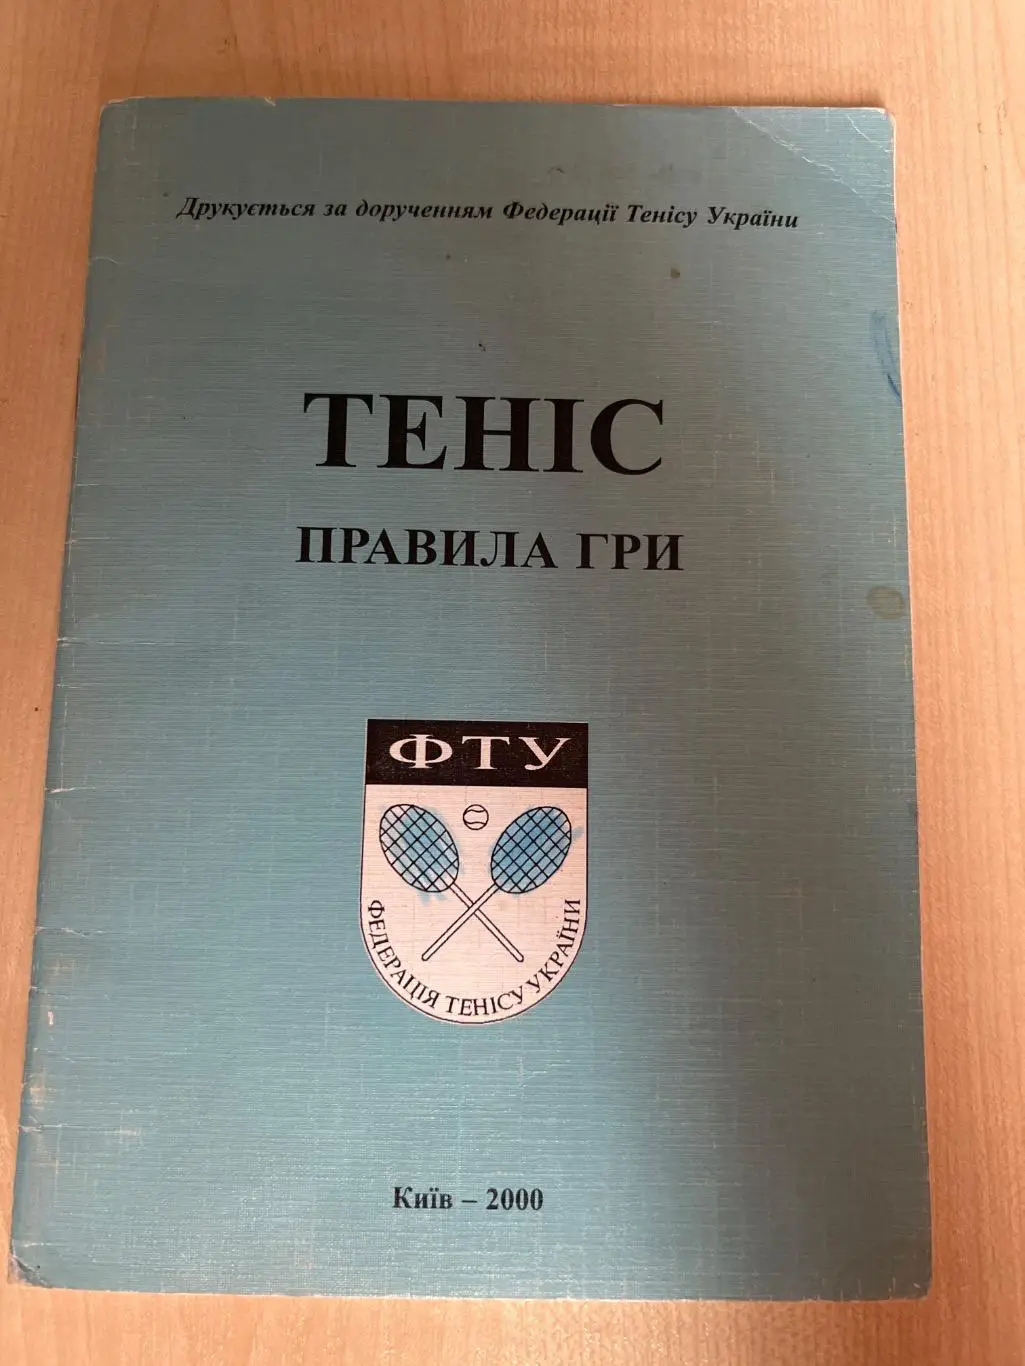 Друкується за дорученням Федерації Тенісу України
ТЕНІС
ПРАВИЛА ГРИ
ФТУ
ФЕДЕРАЦІЯ ТЕНІСУ УКРАЇНИ
Київ – 2000